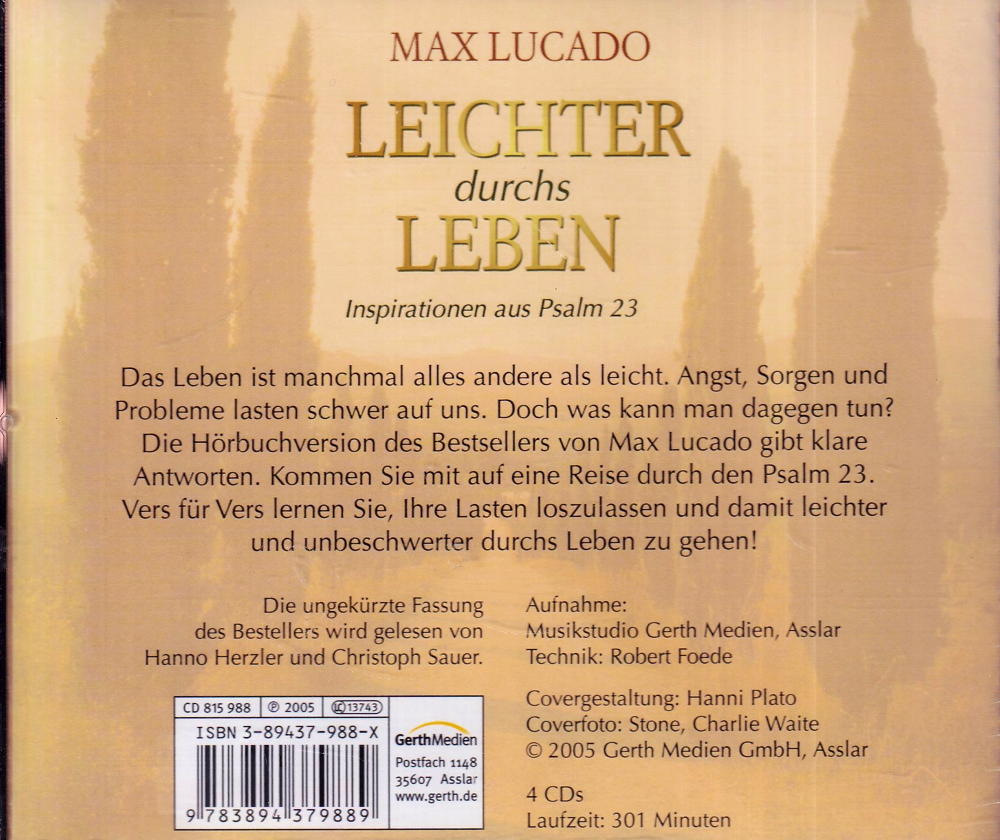 MAX LUCADO
LEICHTER
durchs
LEBEN
Inspirationen aus Psalm 23
Das Leben ist manchmal alles andere als leicht. Angst, Sorgen und
Probleme lasten schwer auf uns. Doch was kann man dagegen tun?
Die Hörbuchversion des Bestsellers von Max Lucado gibt klare
Antworten. Kommen Sie mit auf eine Reise durch den Psalm 23.
Vers für Vers lernen Sie, Ihre Lasten loszulassen und damit leichter
und unbeschwerter durchs Leben zu gehen!
Die ungekürzte Fassung
des Bestellers wird gelesen von
Hanno Herzler und Christoph Sauer.
CD 815 988 ℗ 2005 LC 13743
ISBN 3-89437-988-X
9 783894 379889
GerthMedien
Postfach 1148
35607 Asslar
www.gerth.de
Aufnahme:
Musikstudio Gerth Medien, Asslar
Technik: Robert Foede
Covergestaltung: Hanni Plato
Coverfoto: Stone, Charlie Waite
© 2005 Gerth Medien GmbH, Asslar
4 CDs
Laufzeit: 301 Minuten